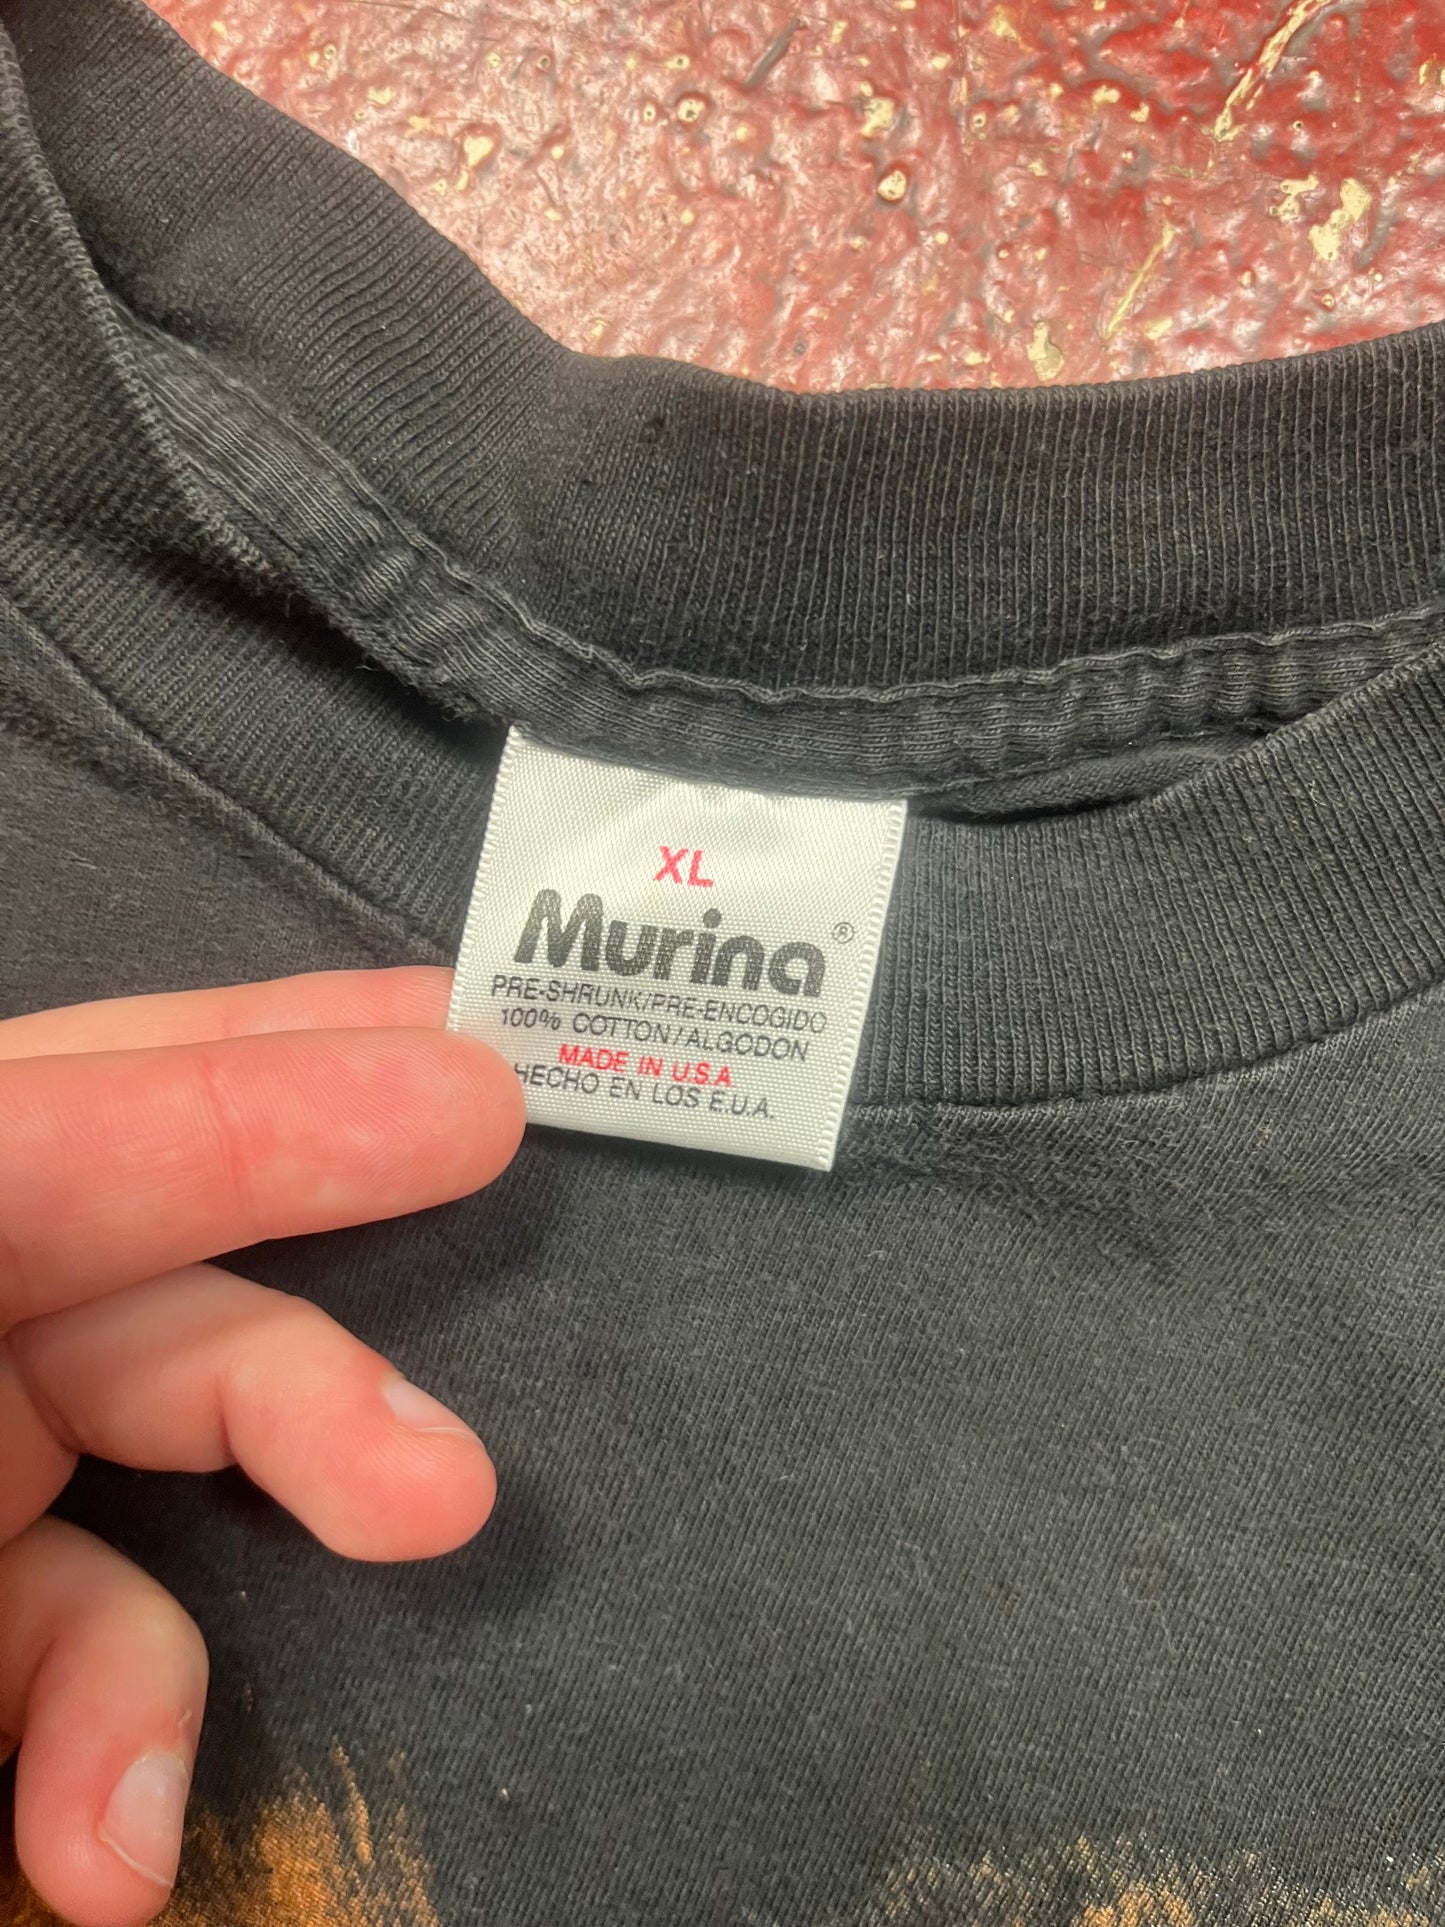 XL
Murina®
PRE-SHRUNK/PRE-ENCOGIDO
100% COTTON/ALGODON
MADE IN U.S.A
HECHO EN LOS E.U.A.